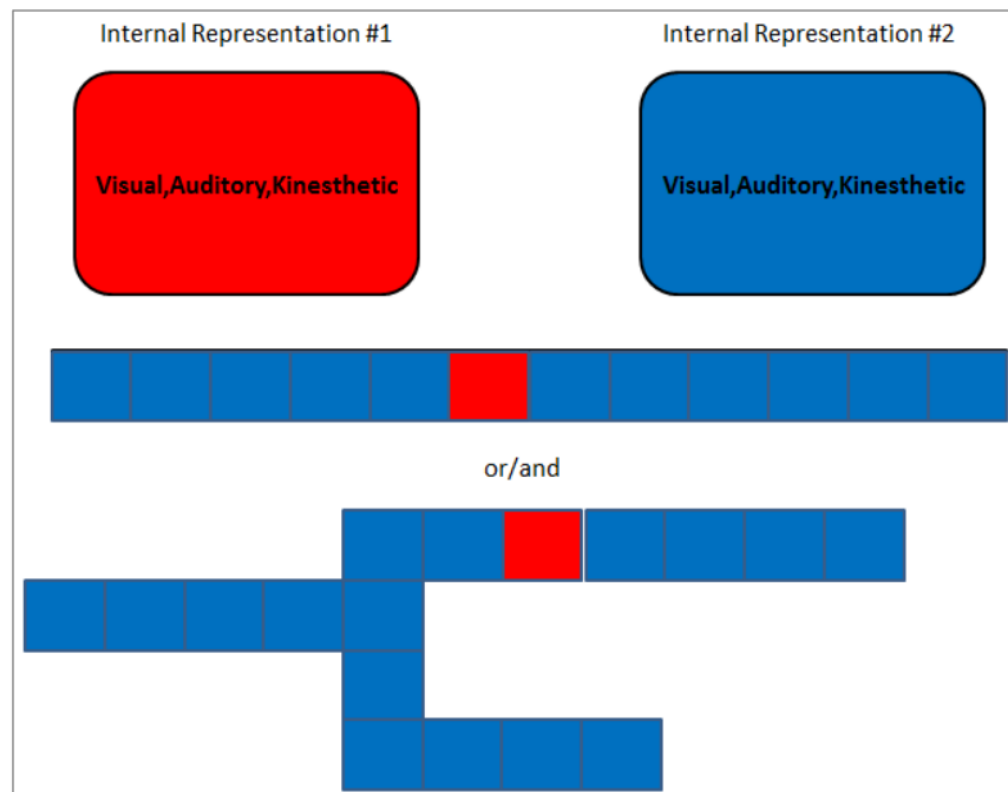 Internal Representation #1
Internal Representation #2
Visual,Auditory,Kinesthetic
Visual,Auditory,Kinesthetic
or/and